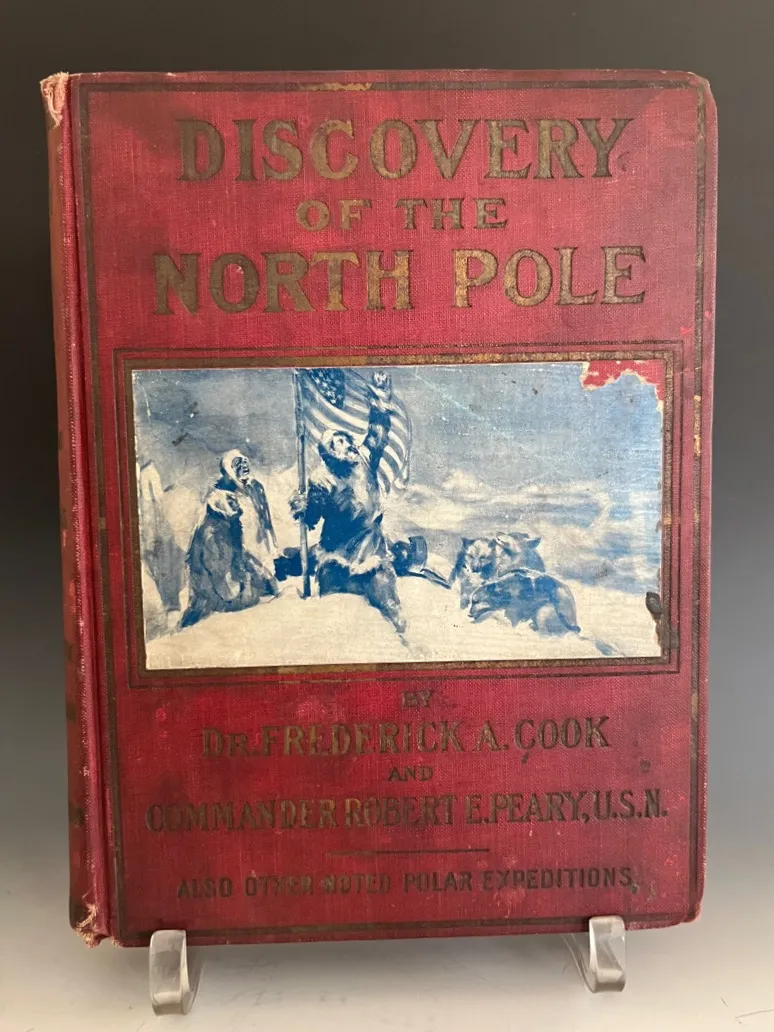 DISCOVERY
OF THE
NORTH POLE
BY
DR. FREDERICK A. COOK
AND
COMMANDER ROBERT E. PEARY, U.S.N.
ALSO OTHER NOTED POLAR EXPEDITIONS